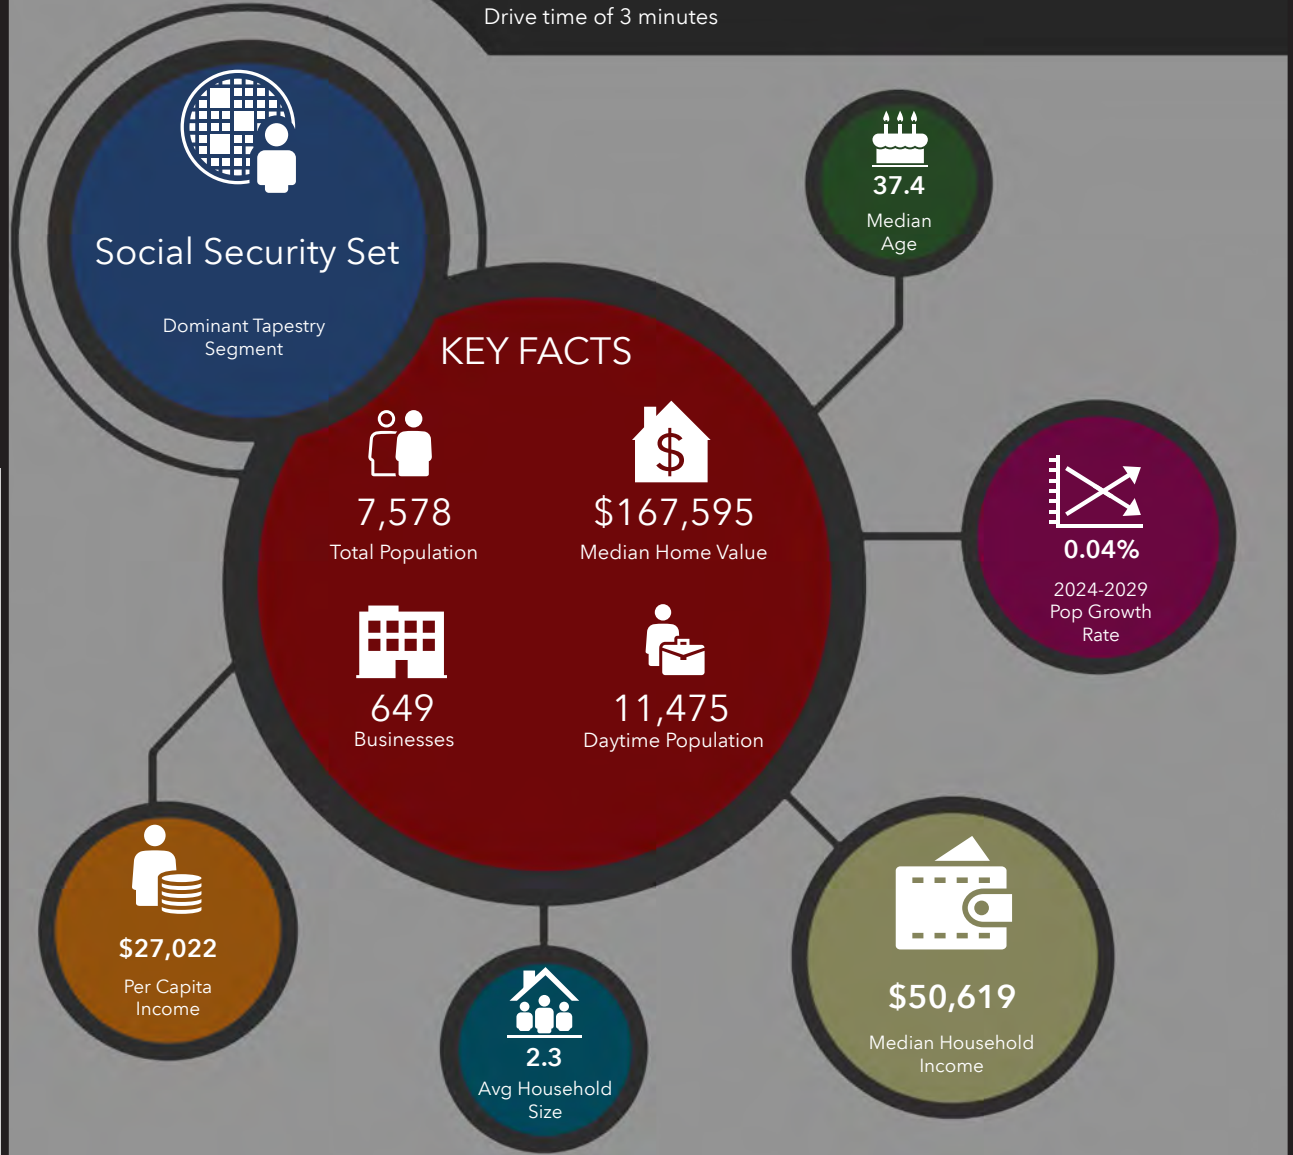 Drive time of 3 minutes
Social Security Set
Dominant Tapestry
Segment
37.4
Median
Age
KEY FACTS
$
7,578
Total Population
$167,595
Median Home Value
649
Businesses
11,475
Daytime Population
0.04%
2024-2029
Pop Growth
Rate
$27,022
Per Capita
Income
2.3
Avg Household
Size
$50,619
Median Household
Income